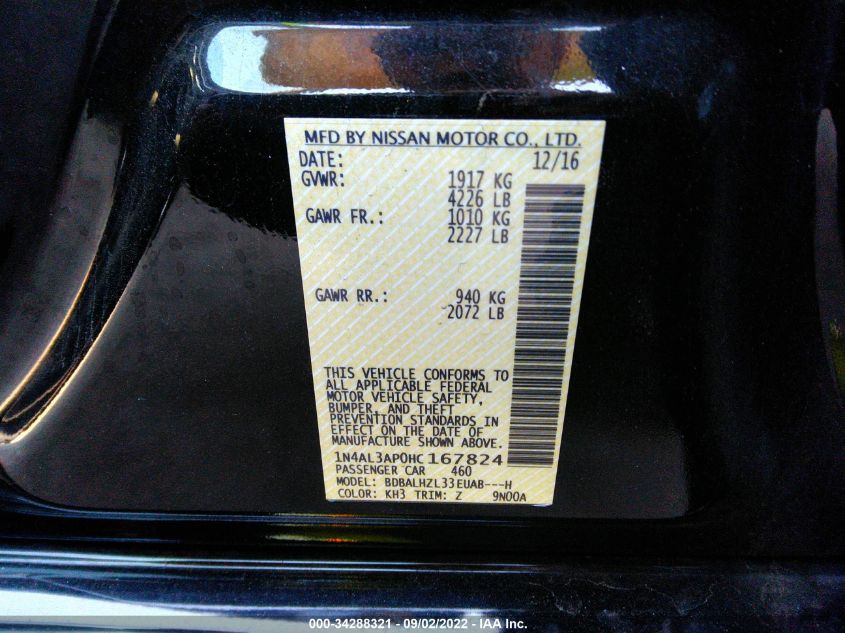 MFD BY NISSAN MOTOR CO., LTD.
DATE: 12/16
GVWR: 1917 KG
4226 LB
GAWR FR.: 1010 KG
2227 LB
GAWR RR.: 940 KG
2072 LB
THIS VEHICLE CONFORMS TO
ALL APPLICABLE FEDERAL
MOTOR VEHICLE SAFETY,
BUMPER, AND THEFT
PREVENTION STANDARDS
IN EFFECT ON THE DATE OF
MANUFACTURE SHOWN ABOVE.
1N4AL3AP0HC167824
PASSENGER CAR 460
MODEL: BDBALHZL33EUAB---H
COLOR: KH3 TRIM: Z 9N00A
000-34288321 - 09/02/2022 - IAA Inc.